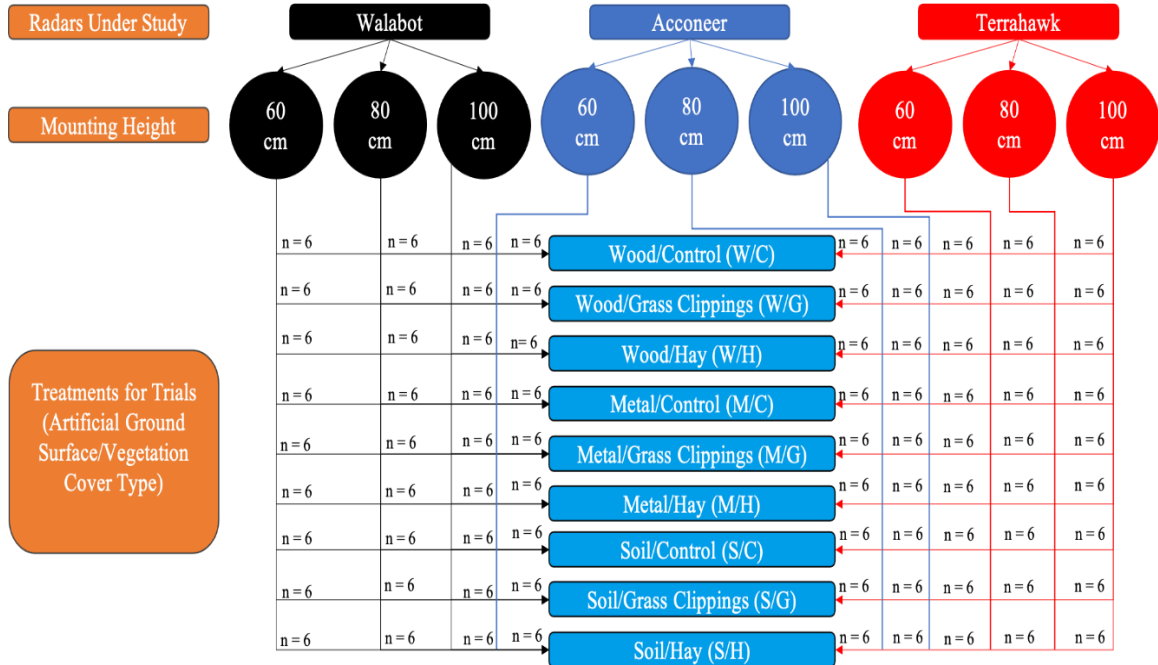 Radars Under Study
Walabot
Acconeer
Terrahawk
Mounting Height
60 cm
80 cm
100 cm
60 cm
80 cm
100 cm
60 cm
80 cm
100 cm
n = 6 n = 6 n = 6 n = 6 Wood/Control (W/C) n = 6 n = 6 n = 6 n = 6 n = 6
n = 6 n = 6 n = 6 n = 6 Wood/Grass Clippings (W/G) n = 6 n = 6 n = 6 n = 6 n = 6
n = 6 n = 6 n= 6 Wood/Hay (W/H) n = 6 n = 6 n = 6 n = 6 n = 6
n = 6 n = 6 n = 6 n = 6 Metal/Control (M/C) n = 6 n = 6 n = 6 n = 6 n = 6
n = 6 n = 6 n = 6 n = 6 Metal/Grass Clippings (M/G) n = 6 n = 6 n = 6 n = 6 n = 6
n = 6 n = 6 n = 6 n = 6 Metal/Hay (M/H) n = 6 n = 6 n = 6 n = 6 n = 6
n = 6 n = 6 n = 6 n = 6 Soil/Control (S/C) n = 6 n = 6 n = 6 n = 6 n = 6
n = 6 n = 6 n = 6 n = 6 Soil/Grass Clippings (S/G) n = 6 n = 6 n = 6 n = 6 n = 6
n = 6 n = 6 n = 6 n = 6 Soil/Hay (S/H) n = 6 n = 6 n = 6 n = 6 n = 6
Treatments for Trials
(Artificial Ground
Surface/Vegetation
Cover Type)